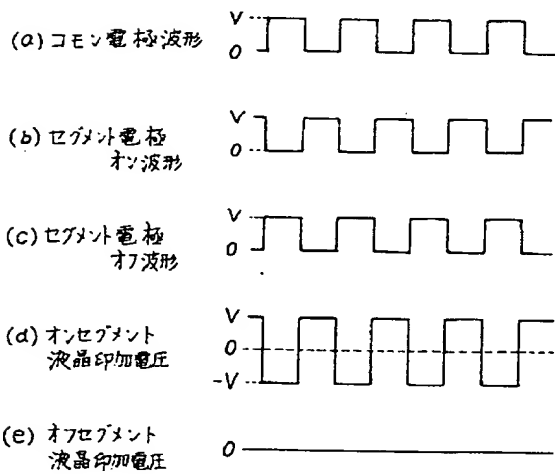 (a) コモン電極波形
V
0
(b) セグメント電極
オン波形
V
0
(c) セグメント電極
オフ波形
V
0
(d) オンセグメント
液晶印加電圧
V
0
-V
(e) オフセグメント
液晶印加電圧
0